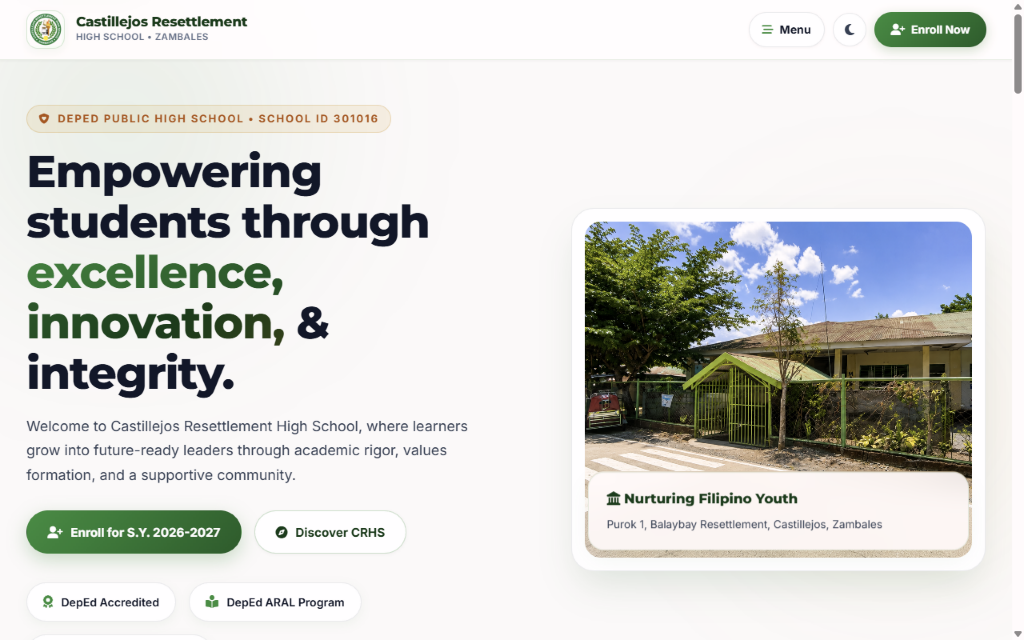 Castillejos Resettlement
HIGH SCHOOL • ZAMBALES
Menu
Enroll Now
DEPED PUBLIC HIGH SCHOOL • SCHOOL ID 301016
Empowering
students through
excellence,
innovation, &
integrity.
Welcome to Castillejos Resettlement High School, where learners
grow into future-ready leaders through academic rigor, values
formation, and a supportive community.
Enroll for S.Y. 2026-2027
Discover CRHS
DepEd Accredited
DepEd ARAL Program
Nurturing Filipino Youth
Purok 1, Balaybay Resettlement, Castillejos, Zambales